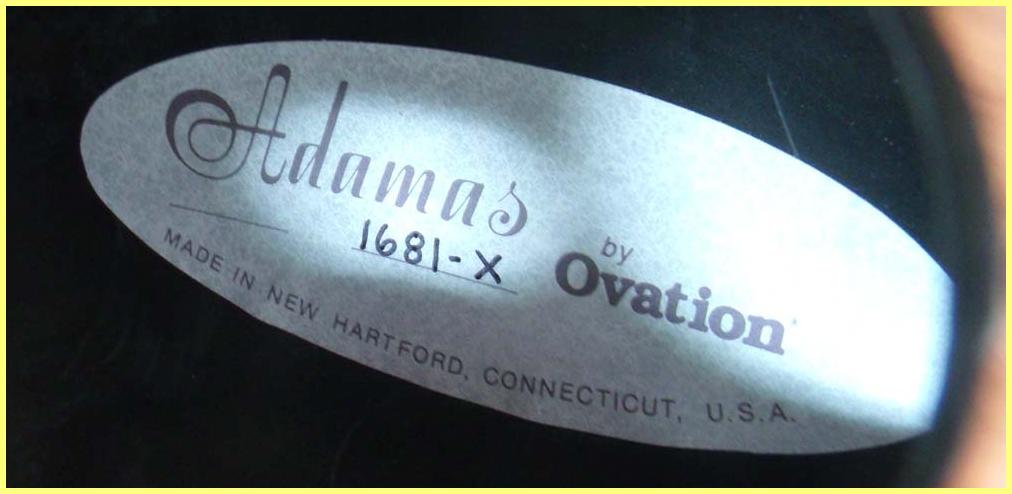 Adamas
1681-X
by
Ovation
MADE IN NEW HARTFORD, CONNECTICUT, U.S.A.